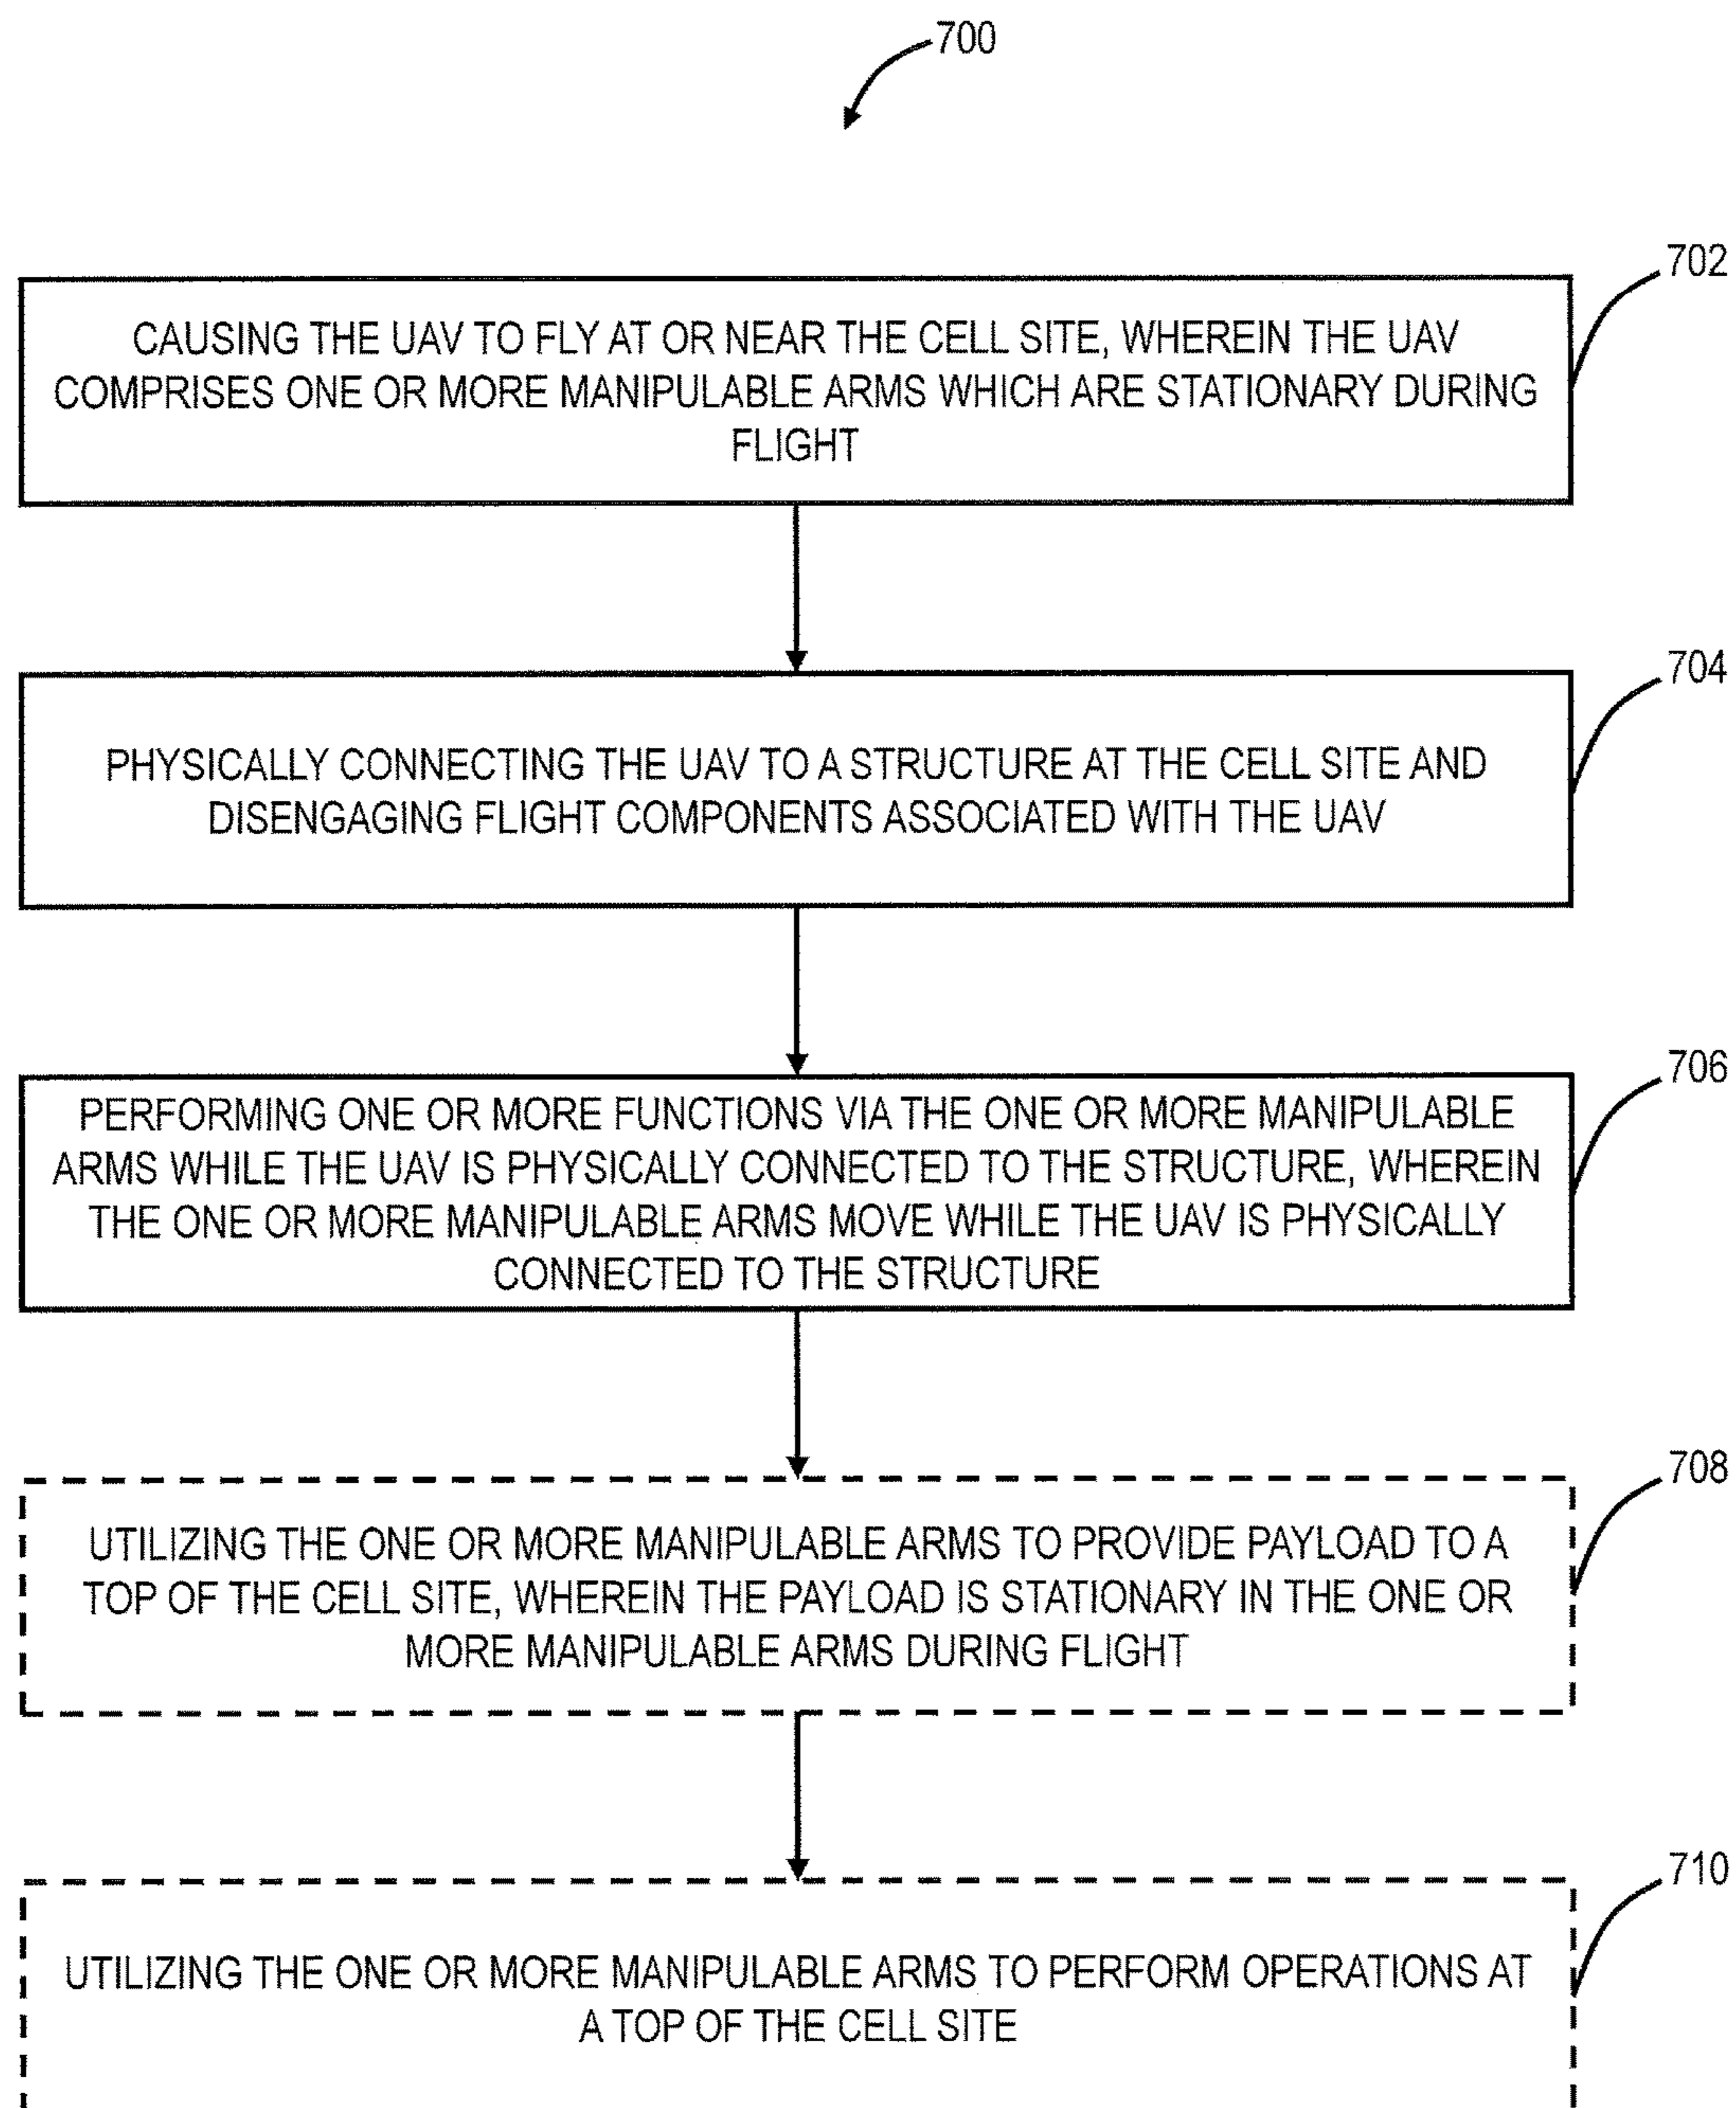 700
702
CAUSING THE UAV TO FLY AT OR NEAR THE CELL SITE, WHEREIN THE UAV
COMPRISES ONE OR MORE MANIPULABLE ARMS WHICH ARE STATIONARY DURING
FLIGHT
704
PHYSICALLY CONNECTING THE UAV TO A STRUCTURE AT THE CELL SITE AND
DISENGAGING FLIGHT COMPONENTS ASSOCIATED WITH THE UAV
706
PERFORMING ONE OR MORE FUNCTIONS VIA THE ONE OR MORE MANIPULABLE
ARMS WHILE THE UAV IS PHYSICALLY CONNECTED TO THE STRUCTURE, WHEREIN
THE ONE OR MORE MANIPULABLE ARMS MOVE WHILE THE UAV IS PHYSICALLY
CONNECTED TO THE STRUCTURE
708
UTILIZING THE ONE OR MORE MANIPULABLE ARMS TO PROVIDE PAYLOAD TO A
TOP OF THE CELL SITE, WHEREIN THE PAYLOAD IS STATIONARY IN THE ONE OR
MORE MANIPULABLE ARMS DURING FLIGHT
710
UTILIZING THE ONE OR MORE MANIPULABLE ARMS TO PERFORM OPERATIONS AT
A TOP OF THE CELL SITE